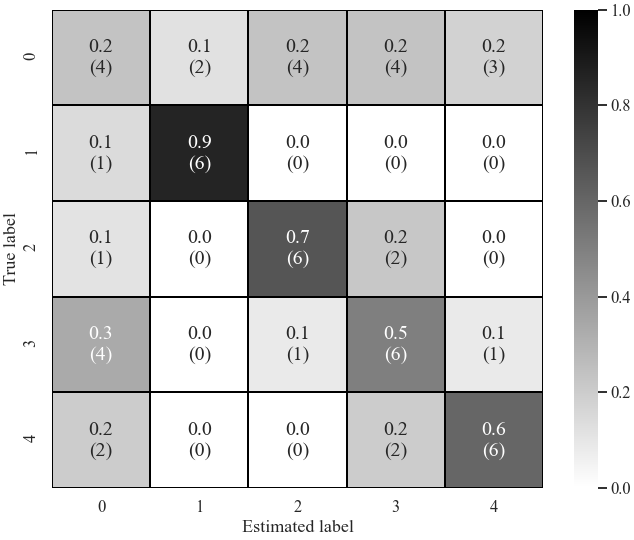 0.2 0.1 0.2 0.2 0.2 1.0
0 (4) (2) (4) (4) (3)
0.8
0.1 0.9 0.0 0.0 0.0
1 (1) (6) (0) (0) (0)
0.6
0.1 0.0 0.7 0.2 0.0
True label 2 (1) (0) (6) (2) (0)
0.4
0.3 0.0 0.1 0.5 0.1
3 (4) (0) (1) (6) (1)
0.2
0.2 0.0 0.0 0.2 0.6
4 (2) (0) (0) (2) (6)
0.0
0 1 2 3 4
Estimated label